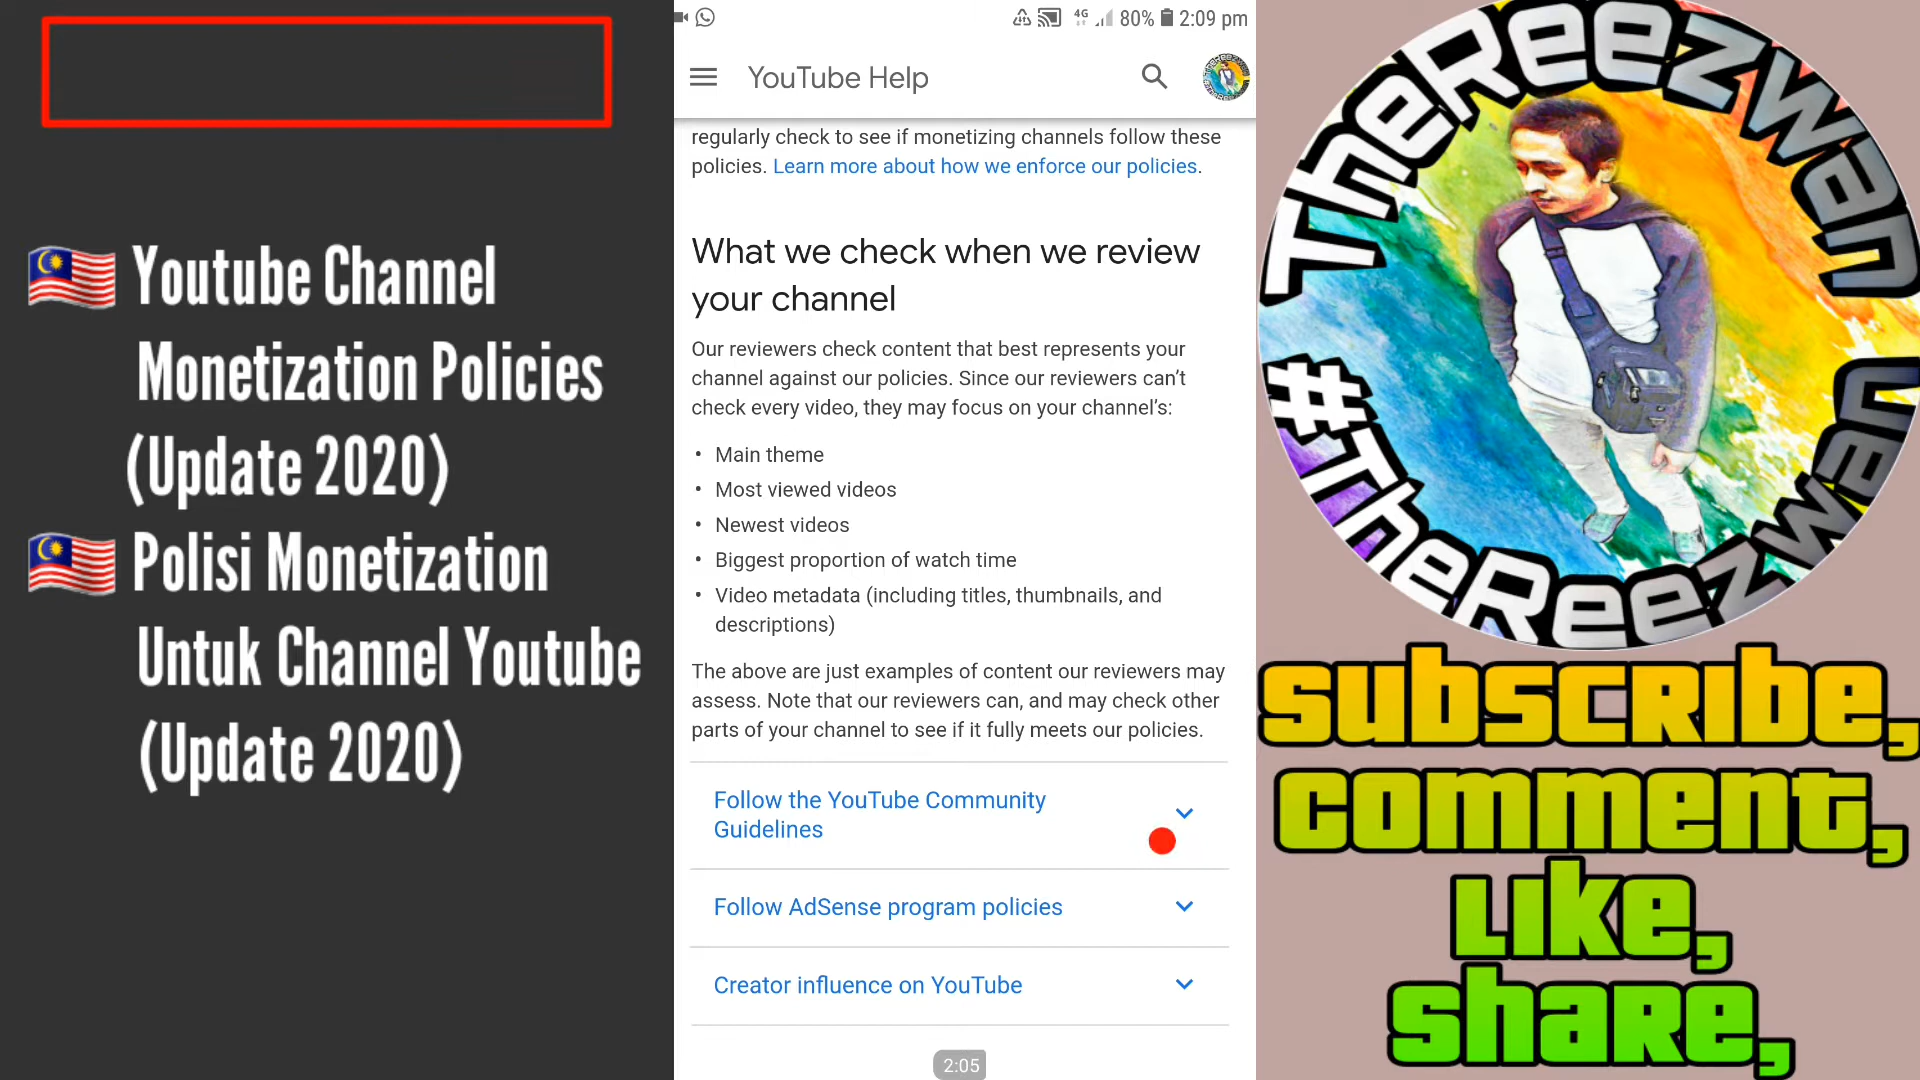 Youtube Channel
Monetization Policies
(Update 2020)
Polisi Monetization
Untuk Channel Youtube
(Update 2020)
4G 80% 2:09 pm
YouTube Help
regularly check to see if monetizing channels follow these
policies. Learn more about how we enforce our policies.
What we check when we review
your channel
Our reviewers check content that best represents your
channel against our policies. Since our reviewers can’t
check every video, they may focus on your channel’s:
• Main theme
• Most viewed videos
• Newest videos
• Biggest proportion of watch time
• Video metadata (including titles, thumbnails, and
descriptions)
The above are just examples of content our reviewers may
assess. Note that our reviewers can, and may check other
parts of your channel to see if it fully meets our policies.
Follow the YouTube Community
Guidelines
Follow AdSense program policies
Creator influence on YouTube
2:05
TheReezwan
#TheReezwan
subscribe,
comment,
like,
share,